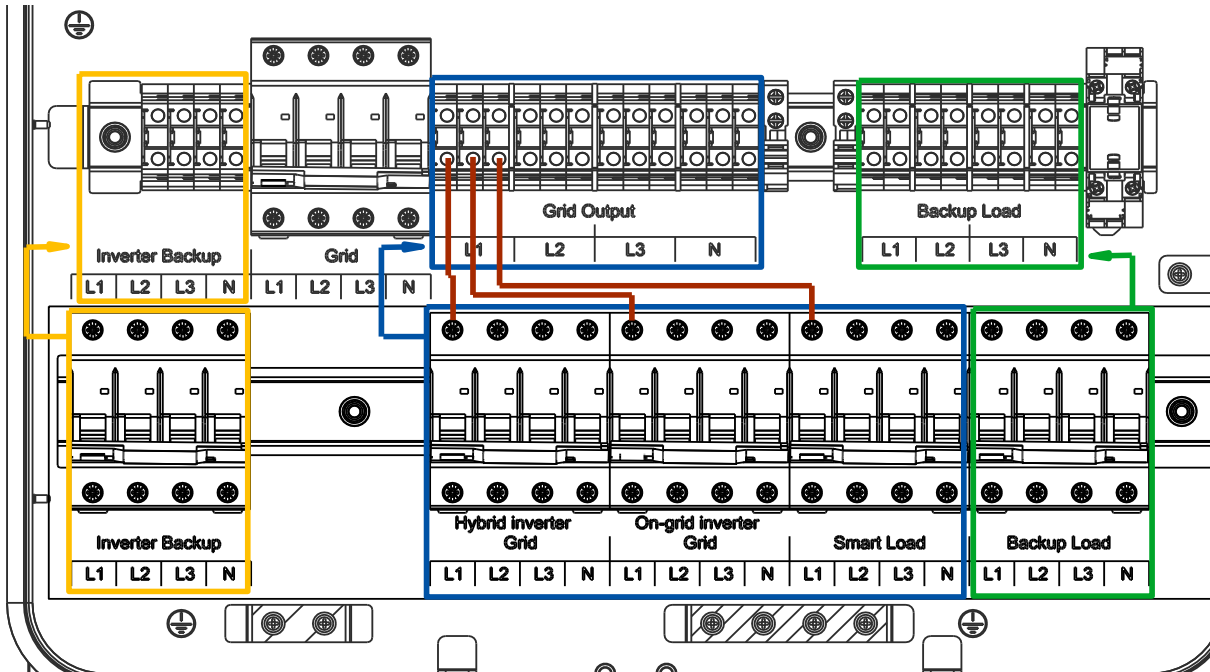 Grid Output
Backup Load
Inverter Backup
Grid
L1 L2 L3 N
L1 L2 L3 N
L1 L2 L3 N
L1 L2 L3 N
Hybrid inverter
Grid
On-grid inverter
Grid
Inverter Backup
Smart Load
Backup Load
L1 L2 L3 N
L1 L2 L3 N
L1 L2 L3 N
L1 L2 L3 N
L1 L2 L3 N